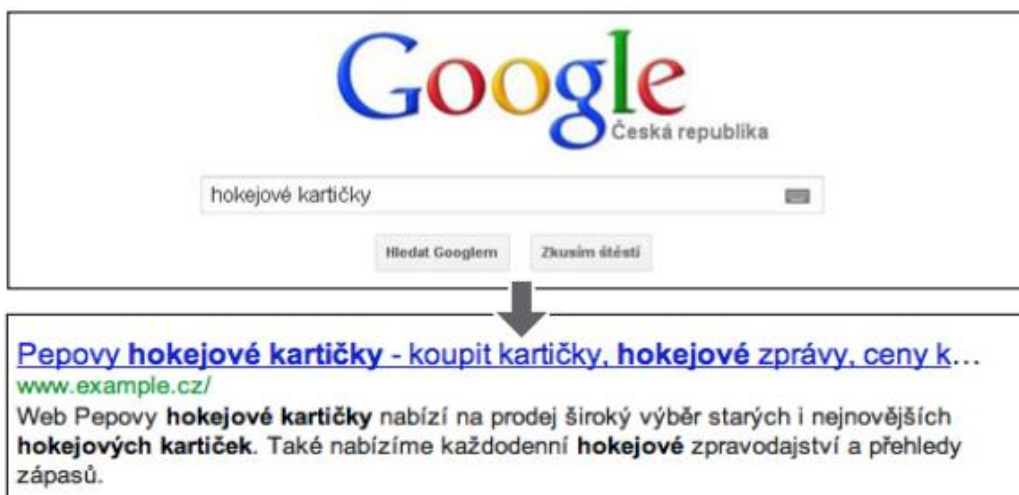 Google
Česká republika
hokejové kartičky
Hledat Googlem Zkusím štěstí
Pepovy hokejové kartičky - koupit kartičky, hokejové zprávy, ceny k...
www.example.cz/
Web Pepovy hokejové kartičky nabízí na prodej široký výběr starých i nejnovějších
hokejových kartiček. Také nabízíme každodenní hokejové zpravodajství a přehledy
zápasů.